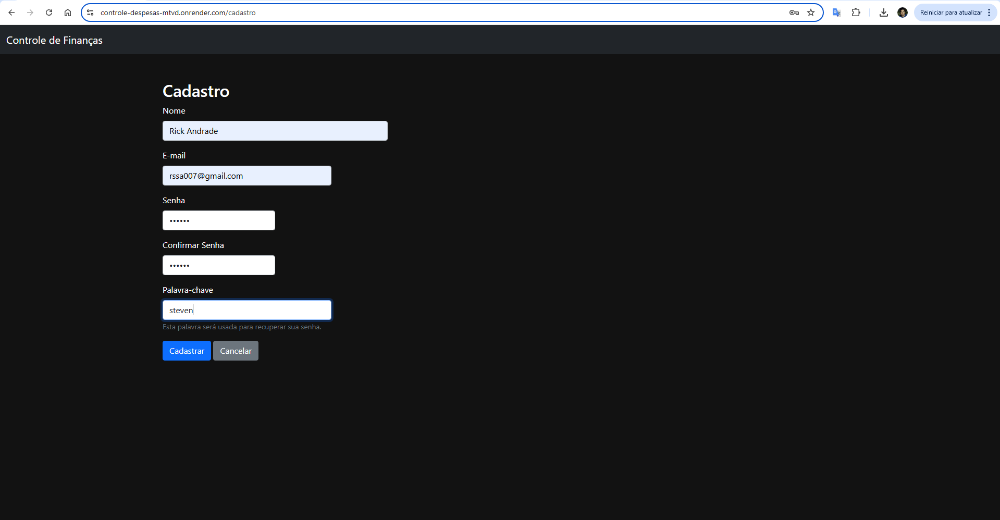 controle-despesas-mtvd.onrender.com/cadastro
Reiniciar para atualizar
Controle de Finanças
Cadastro
Nome
Rick Andrade
E-mail
rssa007@gmail.com
Senha
••••••
Confirmar Senha
••••••
Palavra-chave
steven
Esta palavra será usada para recuperar sua senha.
Cadastrar Cancelar